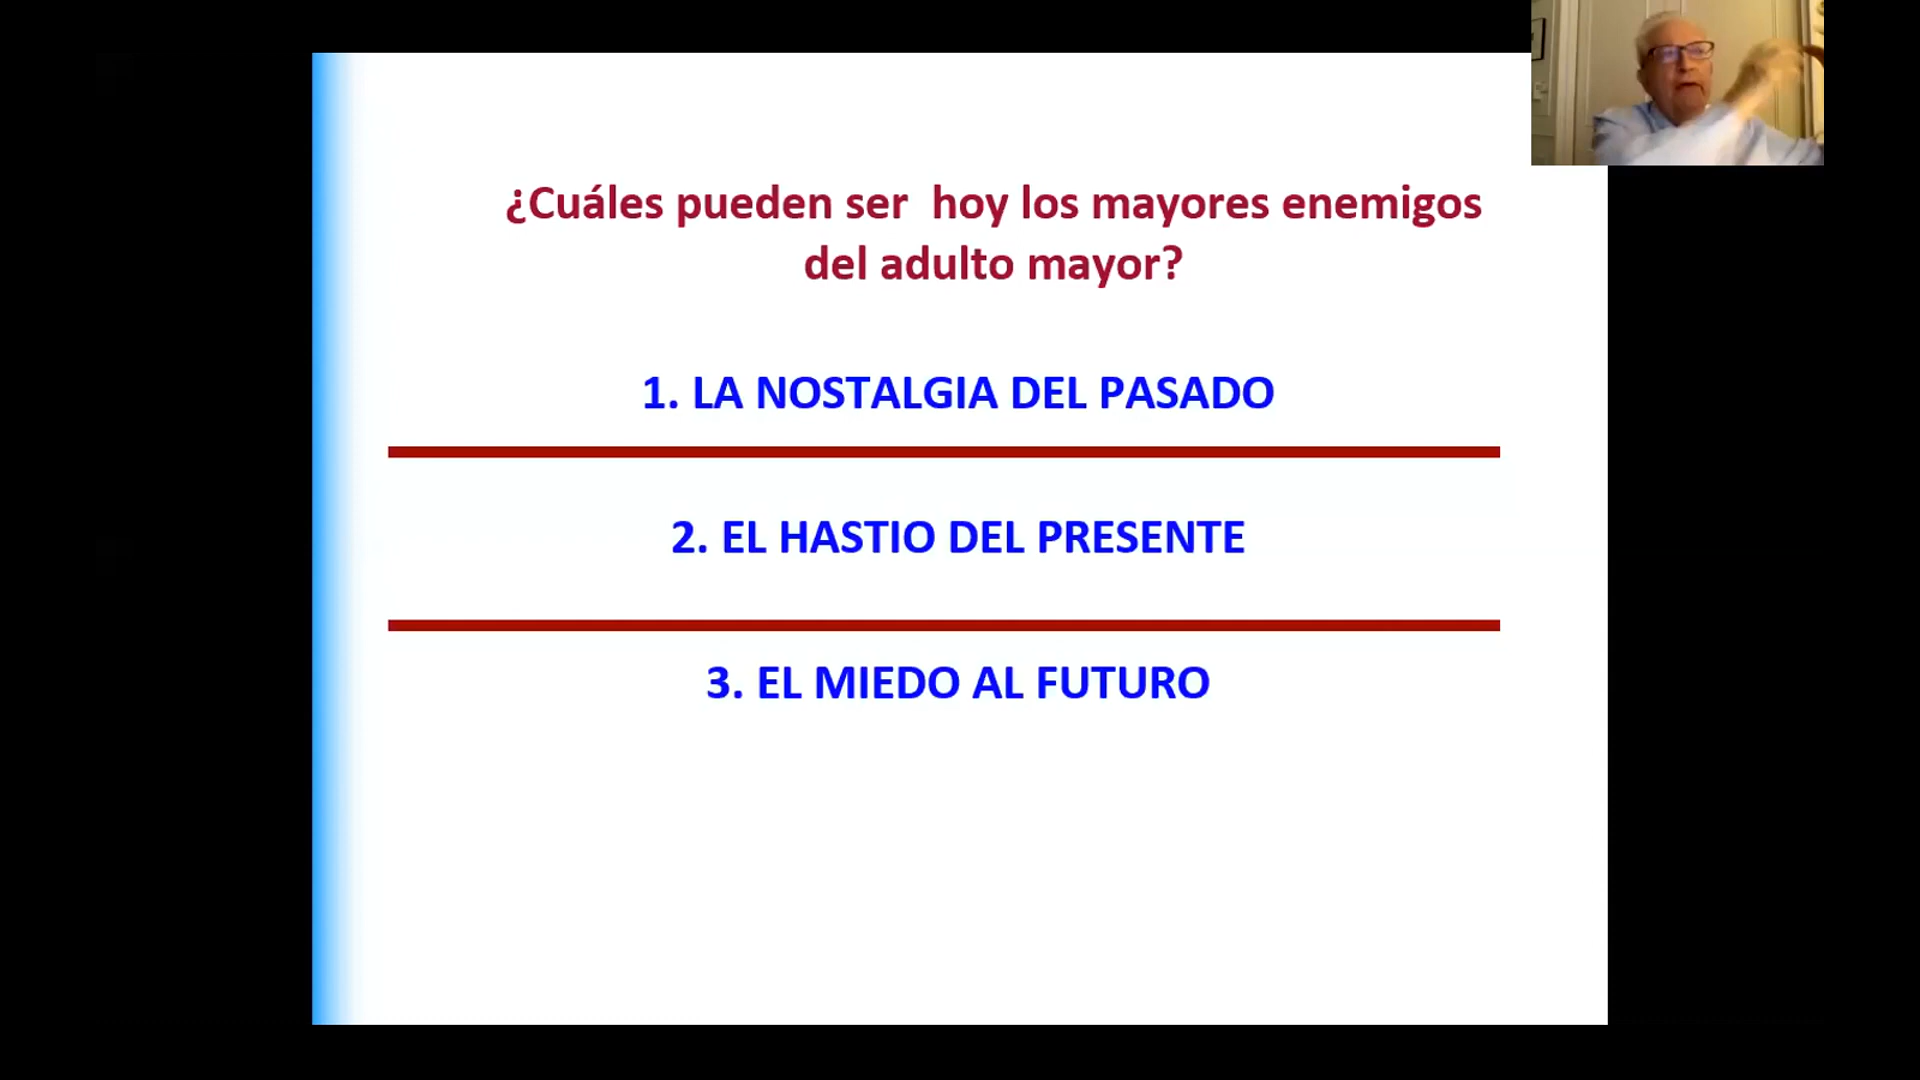 ¿Cuáles pueden ser  hoy los mayores enemigos
del adulto mayor?
1. LA NOSTALGIA DEL PASADO
2. EL HASTIO DEL PRESENTE
3. EL MIEDO AL FUTURO